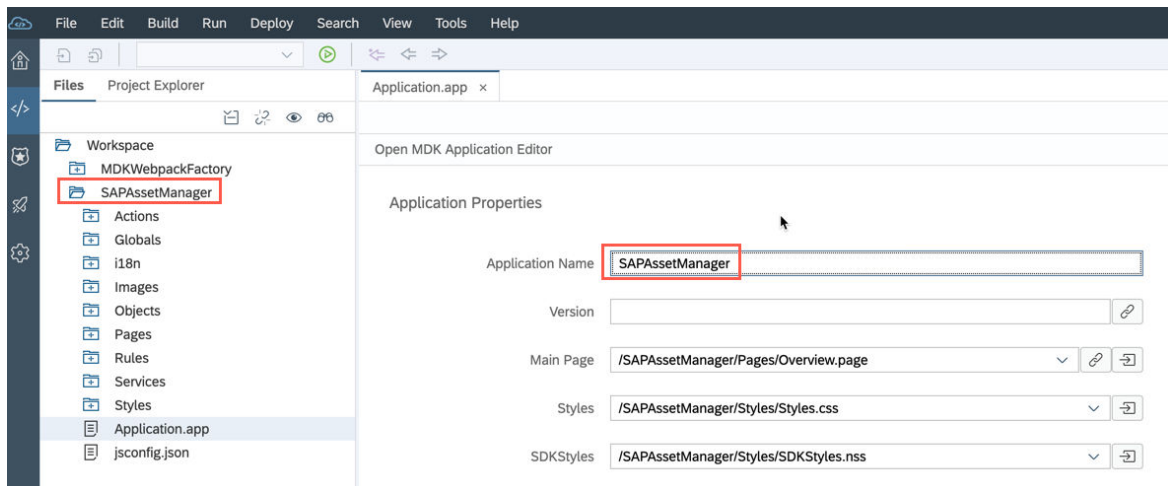 File Edit Build Run Deploy Search View Tools Help
Files Project Explorer
Application.app ×
Workspace
Open MDK Application Editor
MDKWebpackFactory
SAPAssetManager
Application Properties
Actions
Globals
i18n
Application Name SAPAssetManager
Images
Objects
Version
Pages
Rules
Main Page /SAPAssetManager/Pages/Overview.page
Services
Styles
Styles /SAPAssetManager/Styles/Styles.css
Application.app
jsconfig.json
SDKStyles /SAPAssetManager/Styles/SDKStyles.nss